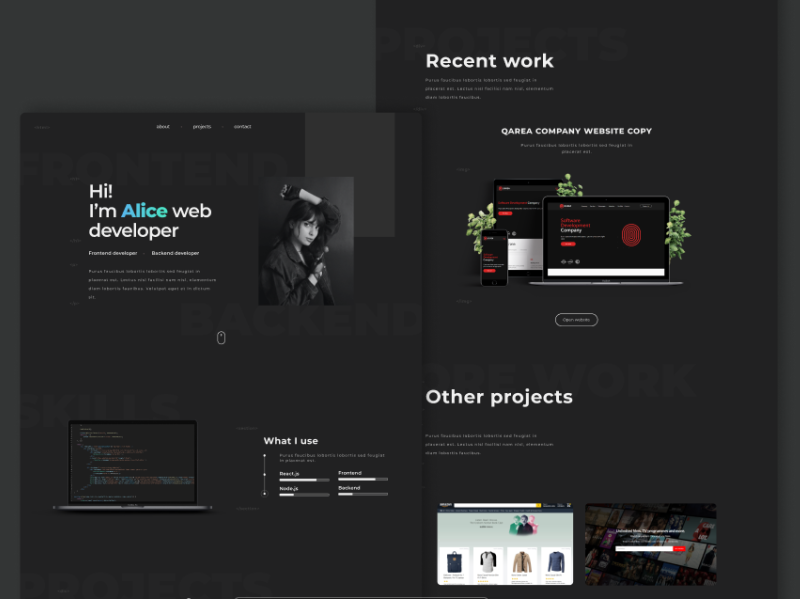 about
projects
contact
FRONTEND
Hi!
I'm Alice web
developer
Frontend developer
Backend developer
Purus faucibus lobortis lobortis sed feugiat in
placerat est. Lectus nisl facilisi nam nisl, elementum
diam lobortis faucibus. Volutpat eget et in dictum
sit.
BACKEND
SKILLS
What I use
Purus faucibus lobortis lobortis sed feugiat
in placerat est.
React.js
Frontend
Node.js
Backend
PROJECTS
Recent work
Purus faucibus lobortis lobortis sed feugiat in
placerat est. Lectus nisl facilisi nam nisl, elementum
diam lobortis faucibus.
QAREA COMPANY WEBSITE COPY
Purus faucibus lobortis lobortis sed feugiat in
placerat est.
Software
Development
Company
Open website
MORE WORK
Other projects
Purus faucibus lobortis lobortis sed feugiat in
placerat est. Lectus nisl facilisi nam nisl, elementum
diam lobortis faucibus.